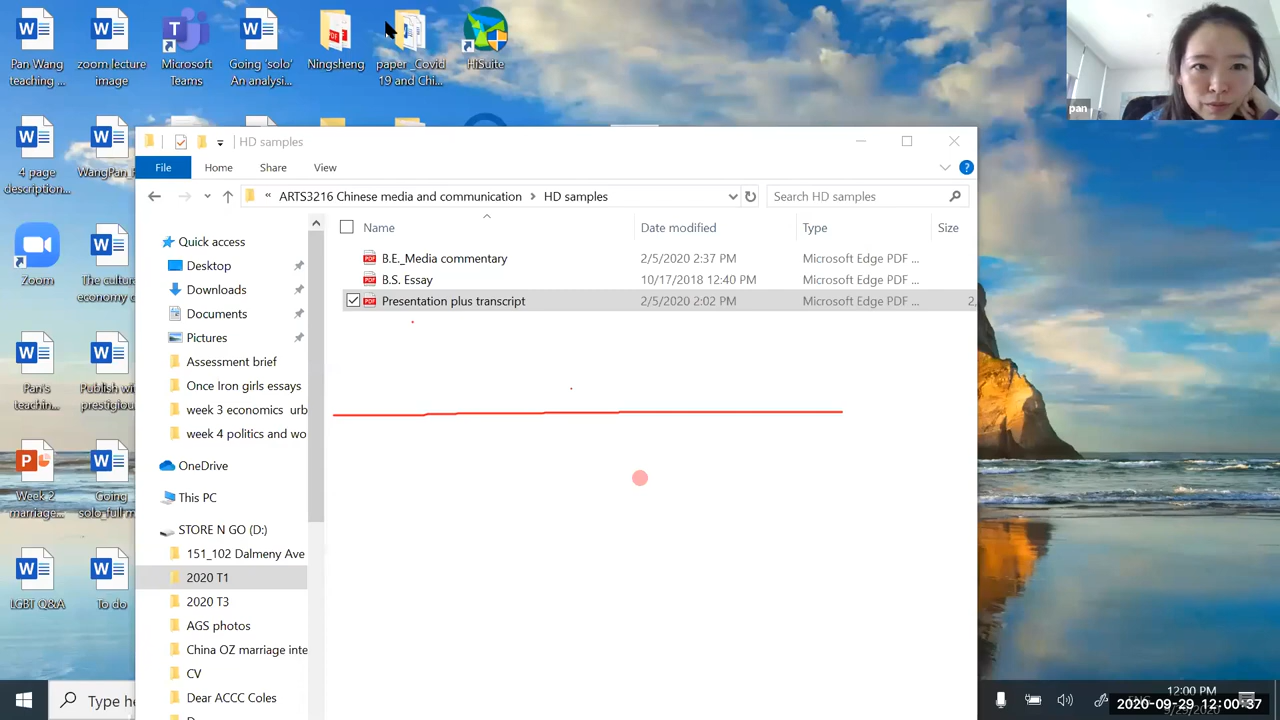 Pan Wang
teaching ...
zoom lecture
image
Microsoft
Teams
Going 'solo'
An analysi...
Ningsheng
paper_Covid
19 and Chi...
HiSuite
pan
4 page
description...
WangPan_
Zoom
The cultu
economy o
Pan's
teachin...
Publish wi
prestigiou
Week 2
marriage...
Going
solo-full m
LGBT Q&A
To do
HD samples
File
Home
Share
View
« ARTS3216 Chinese media and communication > HD samples
Search HD samples
Name
Date modified
Type
Size
B.E._Media commentary
2/5/2020 2:37 PM
Microsoft Edge PDF ...
B.S. Essay
10/17/2018 12:40 PM
Microsoft Edge PDF ...
Presentation plus transcript
2/5/2020 2:02 PM
Microsoft Edge PDF ...
2,
Quick access
Desktop
Downloads
Documents
Pictures
Assessment brief
Once Iron girls essays
week 3 economics urb
week 4 politics and wo
OneDrive
This PC
STORE N GO (D:)
151_102 Dalmeny Ave
2020 T1
2020 T3
AGS photos
China OZ marriage inte
CV
Dear ACCC Coles
Type he
12:00 PM
2020-09-29 12:00:37